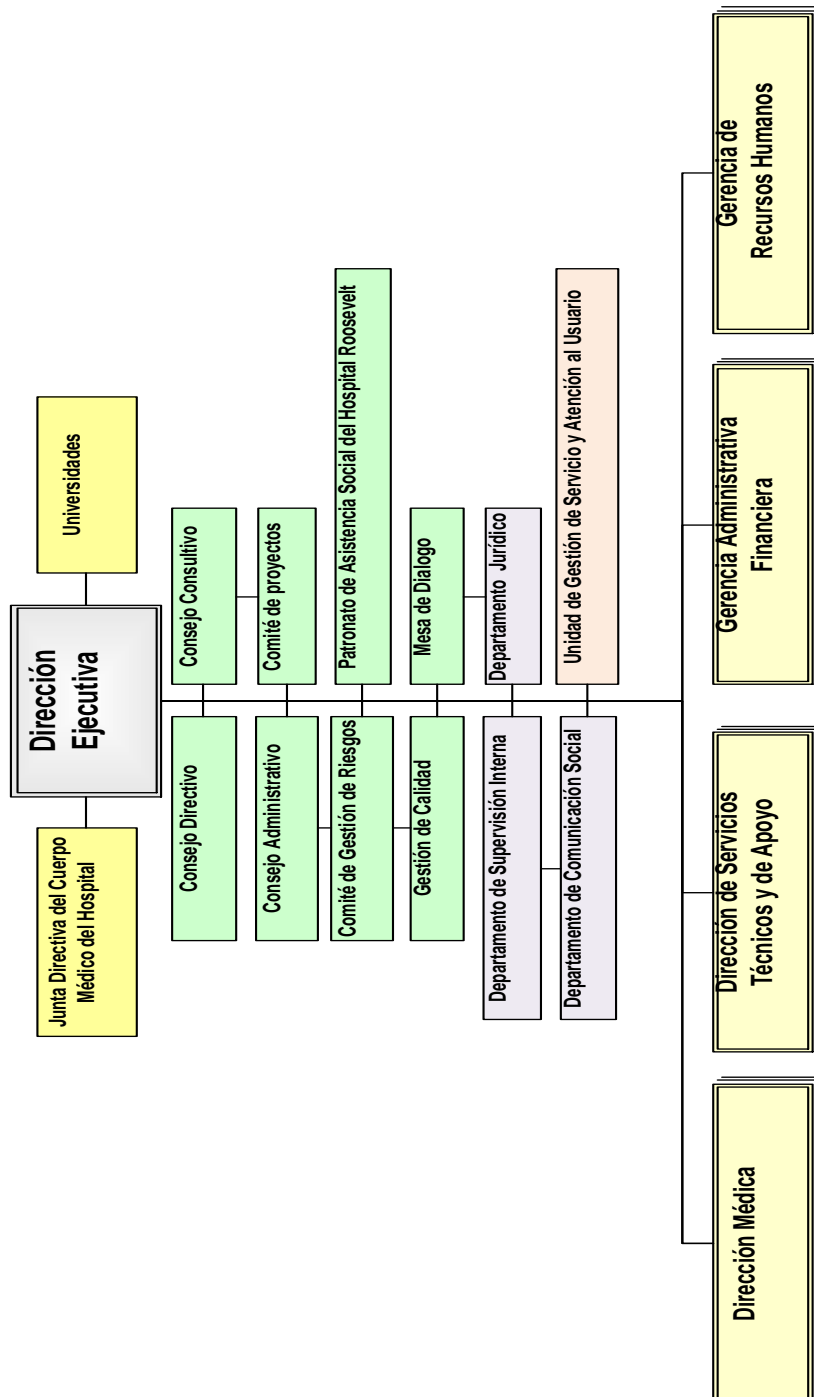 Dirección
Ejecutiva
Junta Directiva del Cuerpo
Médico del Hospital
Universidades
Consejo Directivo
Consejo Consultivo
Consejo Administrativo
Comité de proyectos
Comité de Gestión de Riesgos
Patronato de Asistencia Social del Hospital Roosevelt
Gestión de Calidad
Mesa de Dialogo
Departamento de Supervisión Interna
Departamento Jurídico
Departamento de Comunicación Social
Unidad de Gestión de Servicio y Atención al Usuario
Dirección Médica
Dirección de Servicios
Técnicos y de Apoyo
Gerencia Administrativa
Financiera
Gerencia de
Recursos Humanos